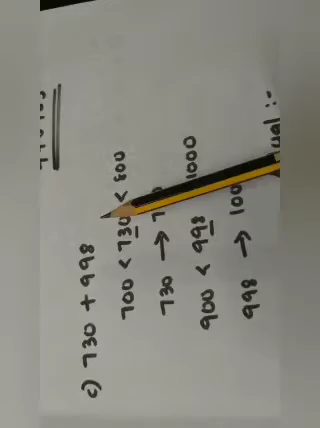 c) 730 + 998
700 < 730 < 800
730 →
900 < 998 1000
998 → 100